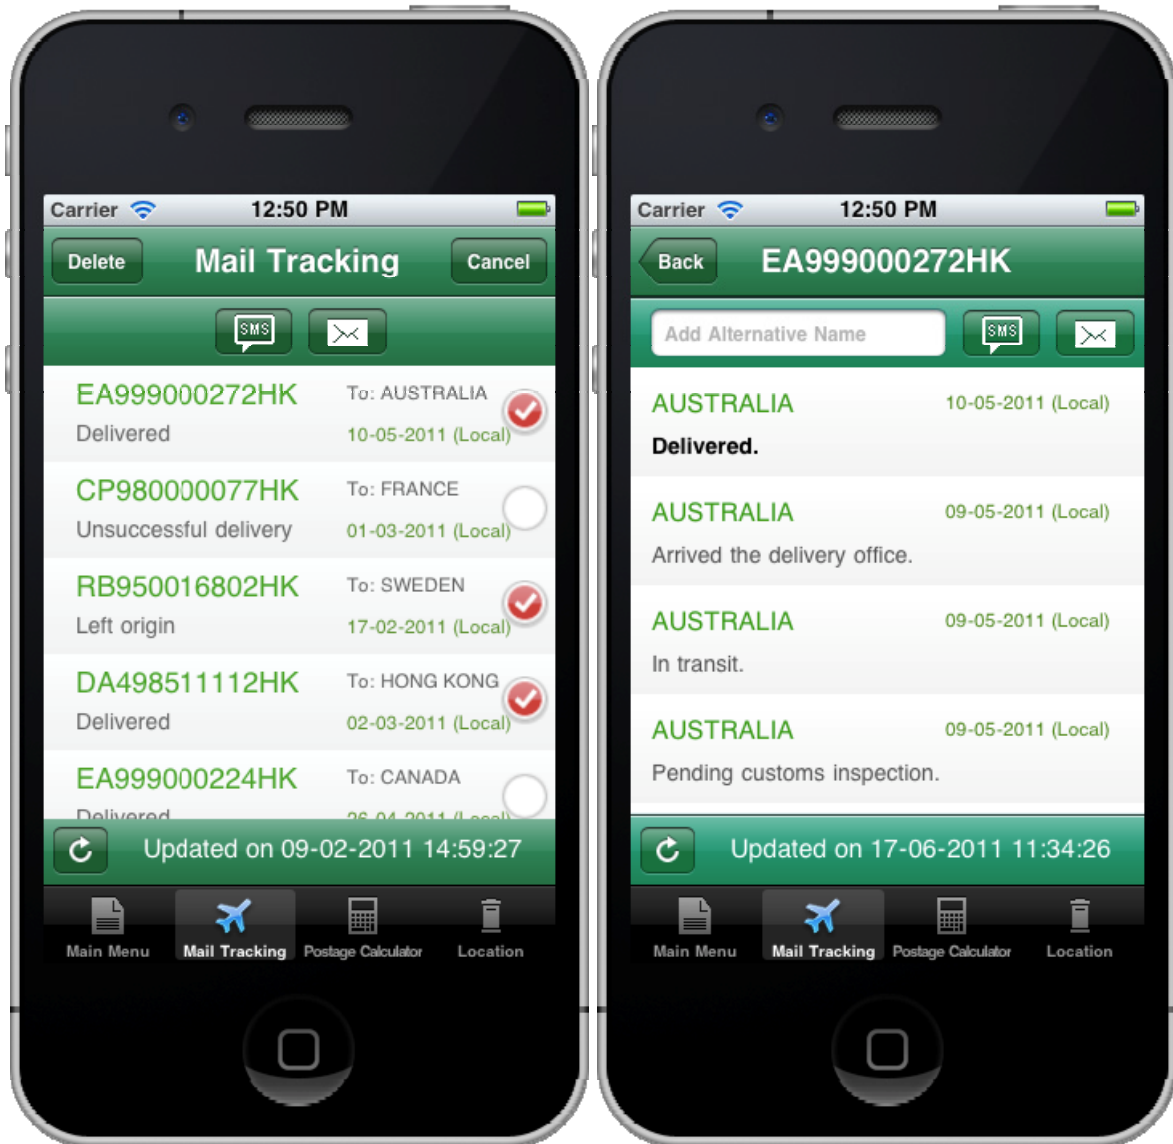 Carrier 12:50 PM
Delete Mail Tracking Cancel
SMS
EA999000272HK To: AUSTRALIA
Delivered 10-05-2011 (Local)
CP980000077HK To: FRANCE
Unsuccessful delivery 01-03-2011 (Local)
RB950016802HK To: SWEDEN
Left origin 17-02-2011 (Local)
DA498511112HK To: HONG KONG
Delivered 02-03-2011 (Local)
EA999000224HK To: CANADA
Delivered 26-04-2011 (Local)
Updated on 09-02-2011 14:59:27
Main Menu Mail Tracking Postage Calculator Location
Carrier 12:50 PM
Back EA999000272HK
Add Alternative Name SMS
AUSTRALIA 10-05-2011 (Local)
Delivered.
AUSTRALIA 09-05-2011 (Local)
Arrived the delivery office.
AUSTRALIA 09-05-2011 (Local)
In transit.
AUSTRALIA 09-05-2011 (Local)
Pending customs inspection.
Updated on 17-06-2011 11:34:26
Main Menu Mail Tracking Postage Calculator Location